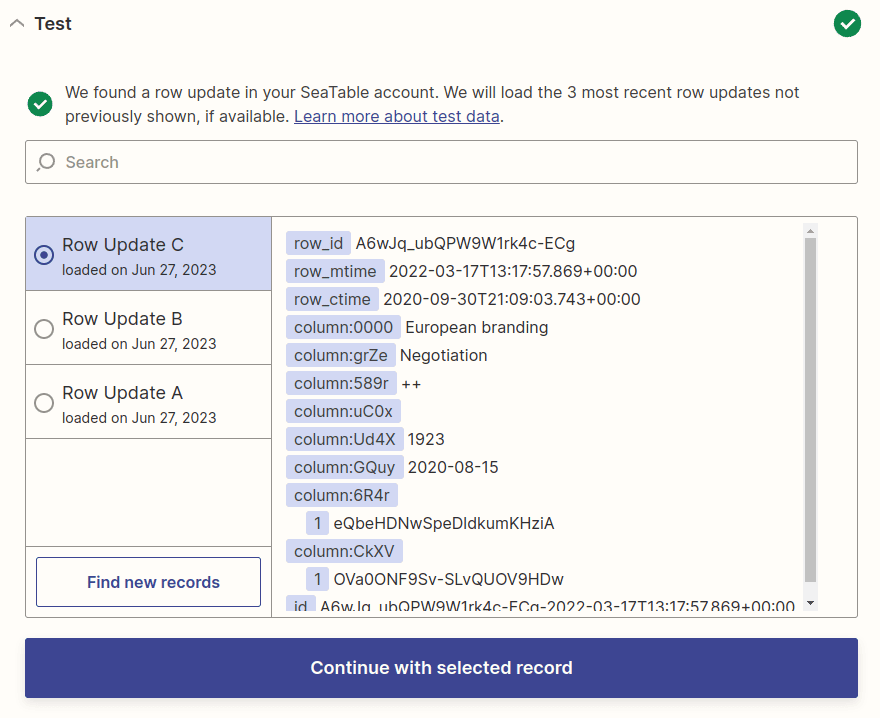 Test
We found a row update in your SeaTable account. We will load the 3 most recent row updates not
previously shown, if available. Learn more about test data.
Search
Row Update C
loaded on Jun 27, 2023
Row Update B
loaded on Jun 27, 2023
Row Update A
loaded on Jun 27, 2023
Find new records
row_id A6wJq_ubQPW9W1rk4c-ECg
row_mtime 2022-03-17T13:17:57.869+00:00
row_ctime 2020-09-30T21:09:03.743+00:00
column:0000 European branding
column:grZe Negotiation
column:589r ++
column:uC0x
column:Ud4X 1923
column:GQuy 2020-08-15
column:6R4r
1 eQbeHDNwSpeDIdkumKHziA
column:CkXV
1 OVa0ONF9Sv-SLvQUOV9HDw
id A6wJq_ubQPW9W1rk4c-ECg-2022-03-17T13:17:57.869+00:00
Continue with selected record